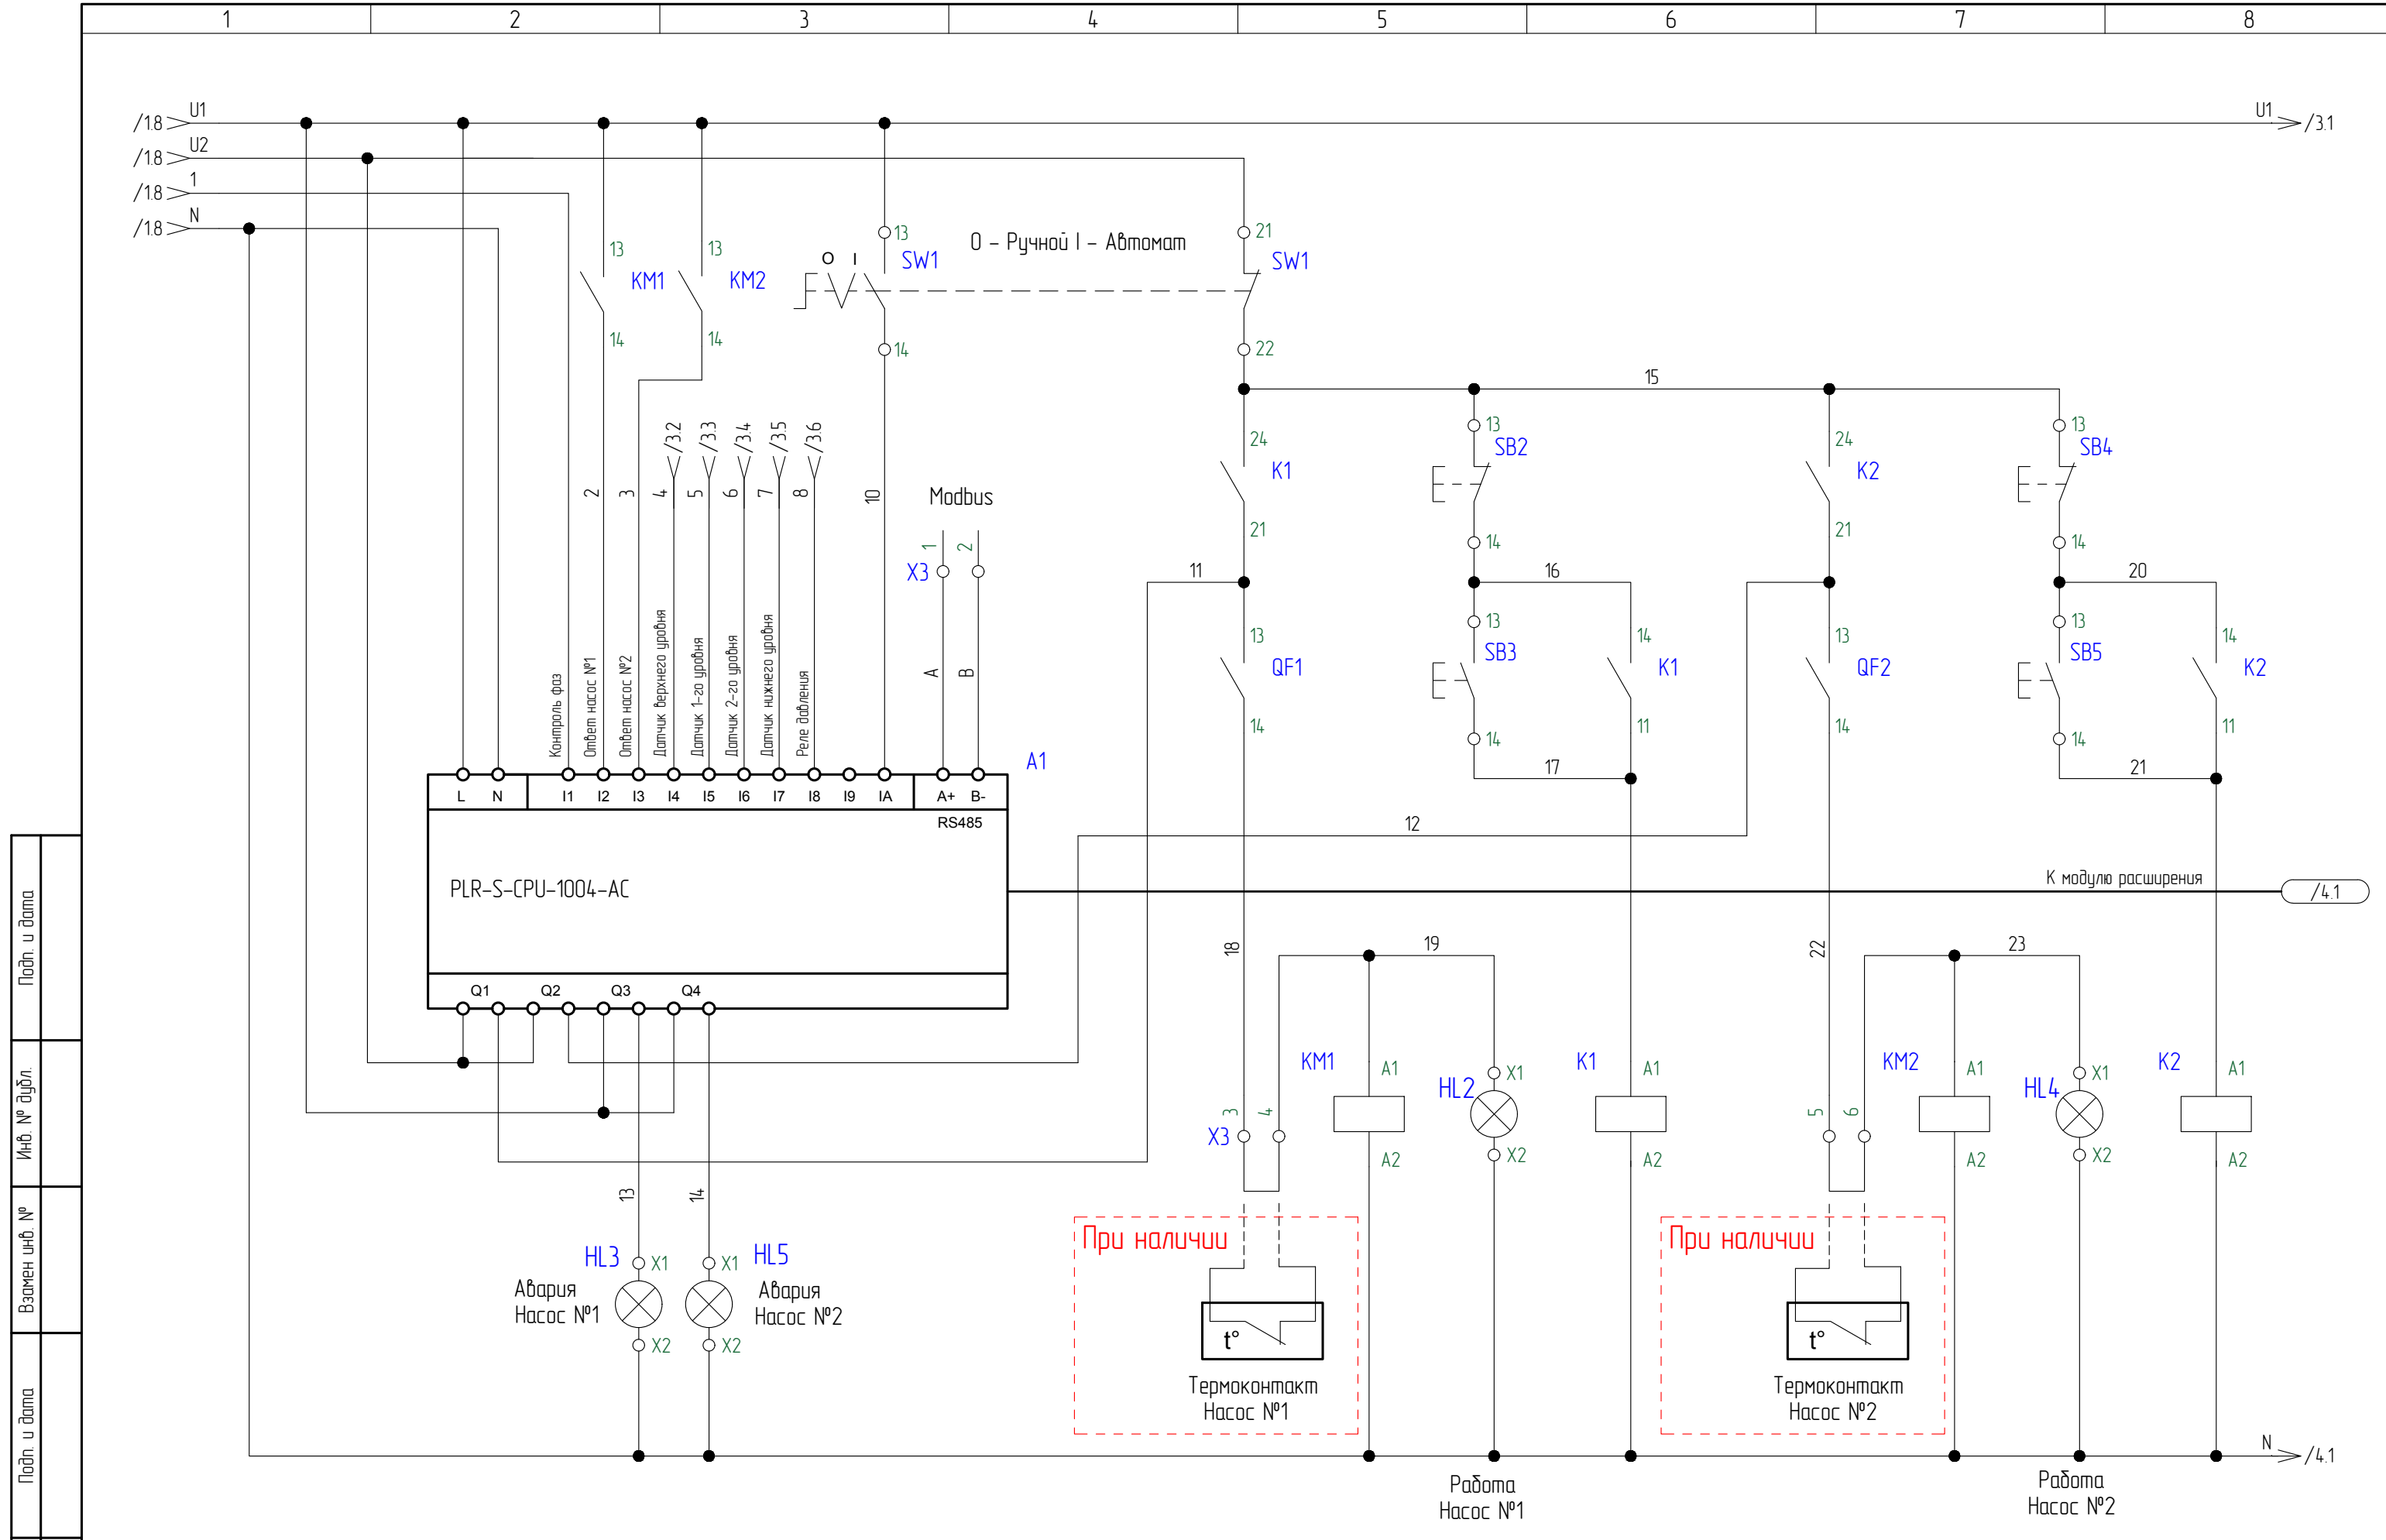 1 2 3 4 5 6 7 8
/1.8 U1
U1 /3.1
/1.8 U2
/1.8 1
/1.8 N
13 KM1 14
13 KM2 14
O I
13 SW1 14
0 – Ручной I – Автомат
21 SW1 22
15
24 K1 21
13 SB2 14
24 K2 21
13 SB4 14
/3.2 /3.3 /3.4 /3.5 /3.6
2 3 4 5 6 7 8 10
Modbus
X3 1 2
A B
11
16
20
13 QF1 14
13 SB3 14
14 K1 11
13 QF2 14
13 SB5 14
14 K2 11
17
21
12
Контроль фаз
Ответ насос №1
Ответ насос №2
Датчик верхнего уровня
Датчик 1-го уровня
Датчик 2-го уровня
Датчик нижнего уровня
Реле давления
A1
L N I1 I2 I3 I4 I5 I6 I7 I8 I9 IA A+ B-
RS485
PLR-S-CPU-1004-AC
К модулю расширения
/4.1
Q1 Q2 Q3 Q4
18
19
22
23
KM1 A1 A2
HL2 X1 X2
K1 A1 A2
KM2 A1 A2
HL4 X1 X2
K2 A1 A2
X3 3 4
5 6
13 14
HL3 X1 X2
Авария
Насос №1
HL5 X1 X2
Авария
Насос №2
При наличии
t°
Термоконтакт
Насос №1
При наличии
t°
Термоконтакт
Насос №2
N /4.1
Работа
Насос №1
Работа
Насос №2
Подп. и дата
Инв. № дубл.
Взамен инв. №
Подп. и дата